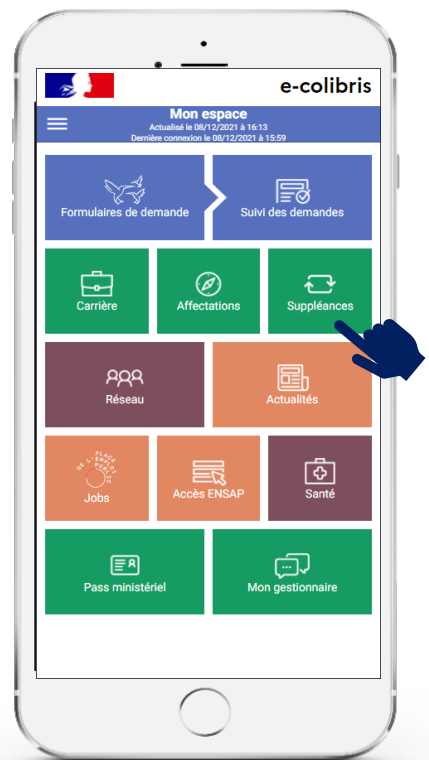 e-colibris
Mon espace
Actualisé le 08/12/2021 à 16:13
Dernière connexion le 08/12/2021 à 15:59
Formulaires de demande
Suivi des demandes
Carrière
Affectations
Suppléances
Réseau
Actualités
PLACE
DE L'EMPLOI
PUBLIC
Jobs
Accès ENSAP
Santé
Pass ministériel
Mon gestionnaire